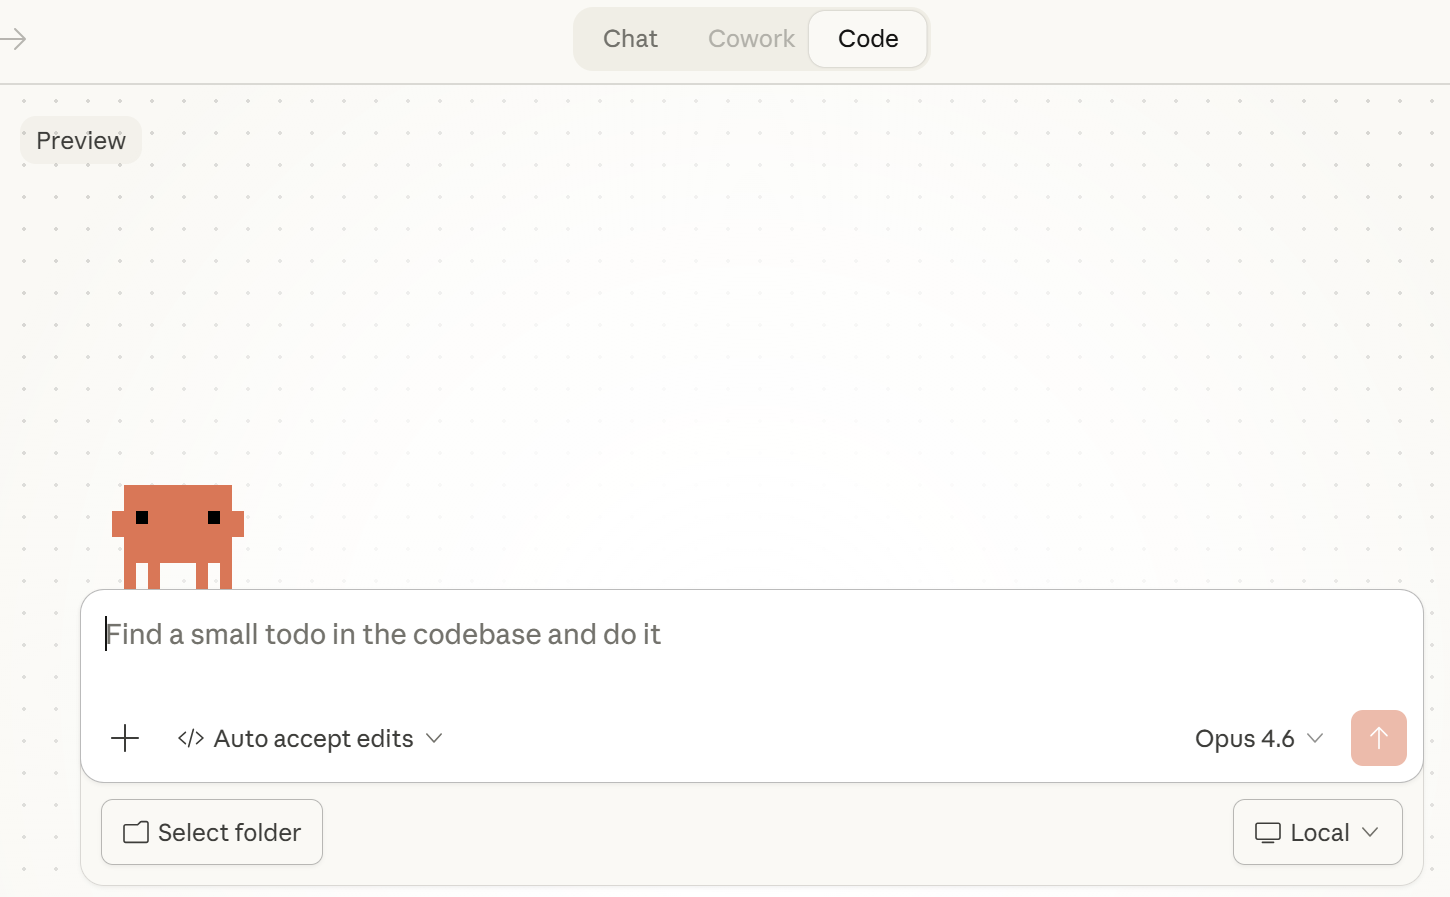 Chat Cowork Code
Preview
Find a small todo in the codebase and do it
</> Auto accept edits Opus 4.6
Select folder Local